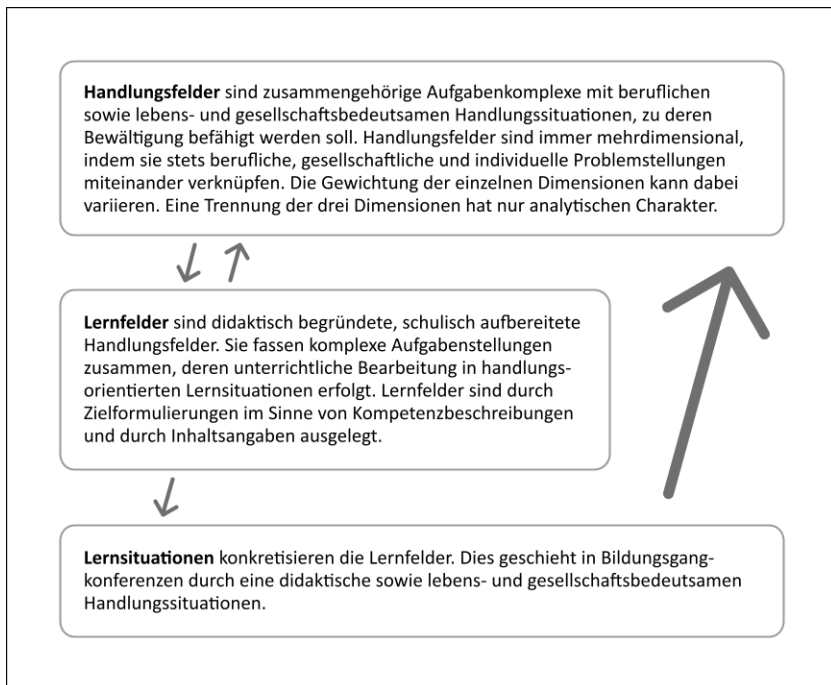 Handlungsfelder sind zusammengehörige Aufgabenkomplexe mit beruflichen
sowie lebens- und gesellschaftsbedeutsamen Handlungssituationen, zu deren
Bewältigung befähigt werden soll. Handlungsfelder sind immer mehrdimensional,
indem sie stets berufliche, gesellschaftliche und individuelle Problemstellungen
miteinander verknüpfen. Die Gewichtung der einzelnen Dimensionen kann dabei
variieren. Eine Trennung der drei Dimensionen hat nur analytischen Charakter.
Lernfelder sind didaktisch begründete, schulisch aufbereitete
Handlungsfelder. Sie fassen komplexe Aufgabenstellungen
zusammen, deren unterrichtliche Bearbeitung in handlungs-
orientierten Lernsituationen erfolgt. Lernfelder sind durch
Zielformulierungen im Sinne von Kompetenzbeschreibungen
und durch Inhaltsangaben ausgelegt.
Lernsituationen konkretisieren die Lernfelder. Dies geschieht in Bildungsgang-
konferenzen durch eine didaktische sowie lebens- und gesellschaftsbedeutsamen
Handlungssituationen.